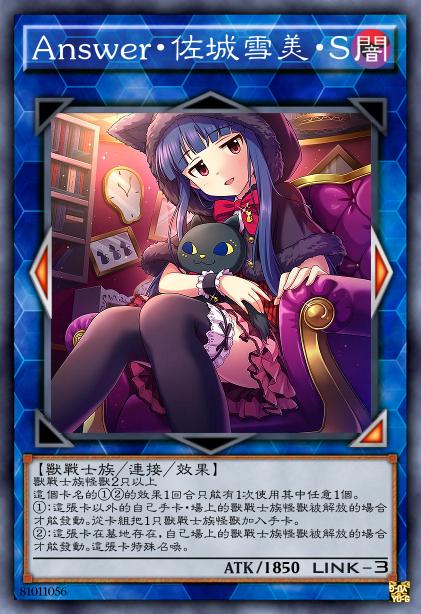 Answer・佐城雪美・S
闇
【獸戰士族/連接/效果】
獸戰士族怪獸2只以上
這個卡名的①②的效果1回合只能有1次使用其中任意1個。
①:這張卡以外的自己手卡・場上的獸戰士族怪獸被解放的場合
才能發動。從卡組把1只獸戰士族怪獸加入手卡。
②:這張卡在墓地存在,自己場上的獸戰士族怪獸被解放的場合
才能發動。這張卡特殊召喚。
ATK/1850 LINK-3
81011056